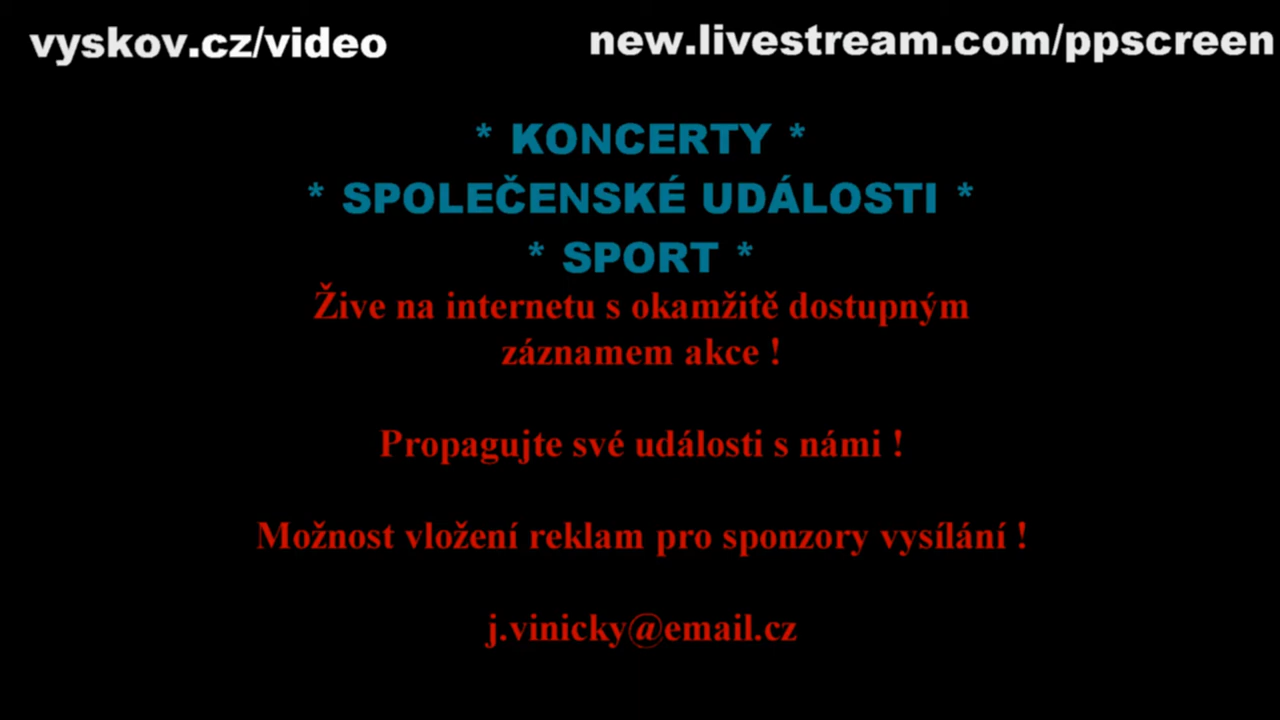 vyskov.cz/video
new.livestream.com/ppscreen
* KONCERTY *
* SPOLEČENSKÉ UDÁLOSTI *
* SPORT *
Žive na internetu s okamžitě dostupným
záznamem akce !
Propagujte své události s námi !
Možnost vložení reklam pro sponzory vysílání !
j.vinicky@email.cz